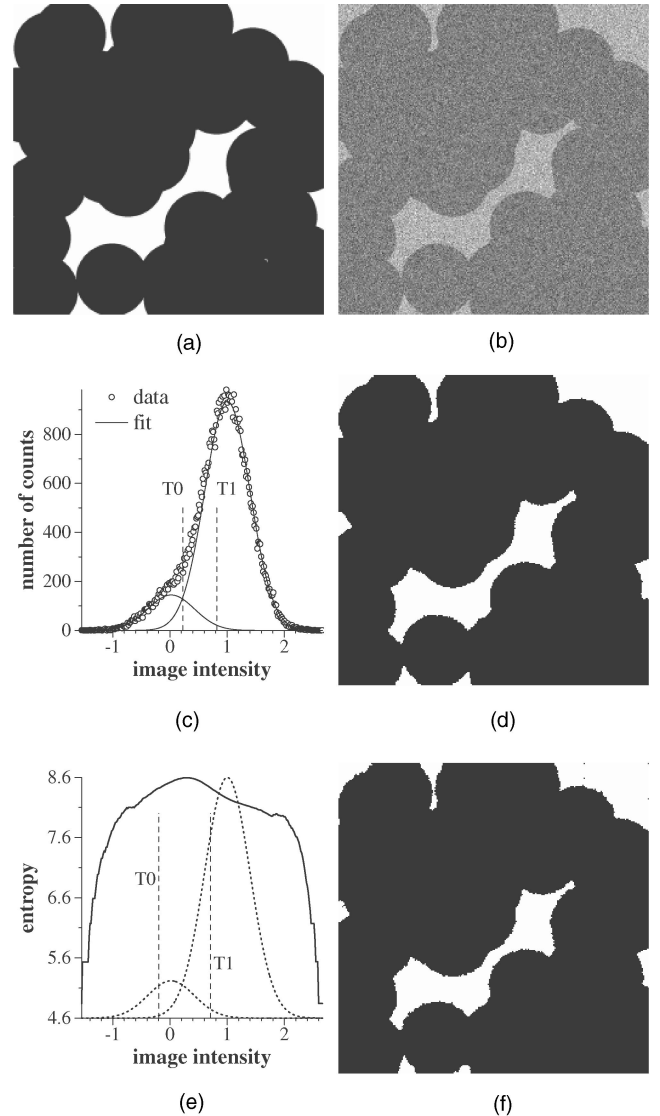 (a)
(b)
number of counts
800
600
400
200
0
data
fit
T0
T1
-1
0
1
2
image intensity
(c)
(d)
entropy
8.6
7.6
6.6
5.6
4.6
T0
T1
-1
0
1
2
image intensity
(e)
(f)